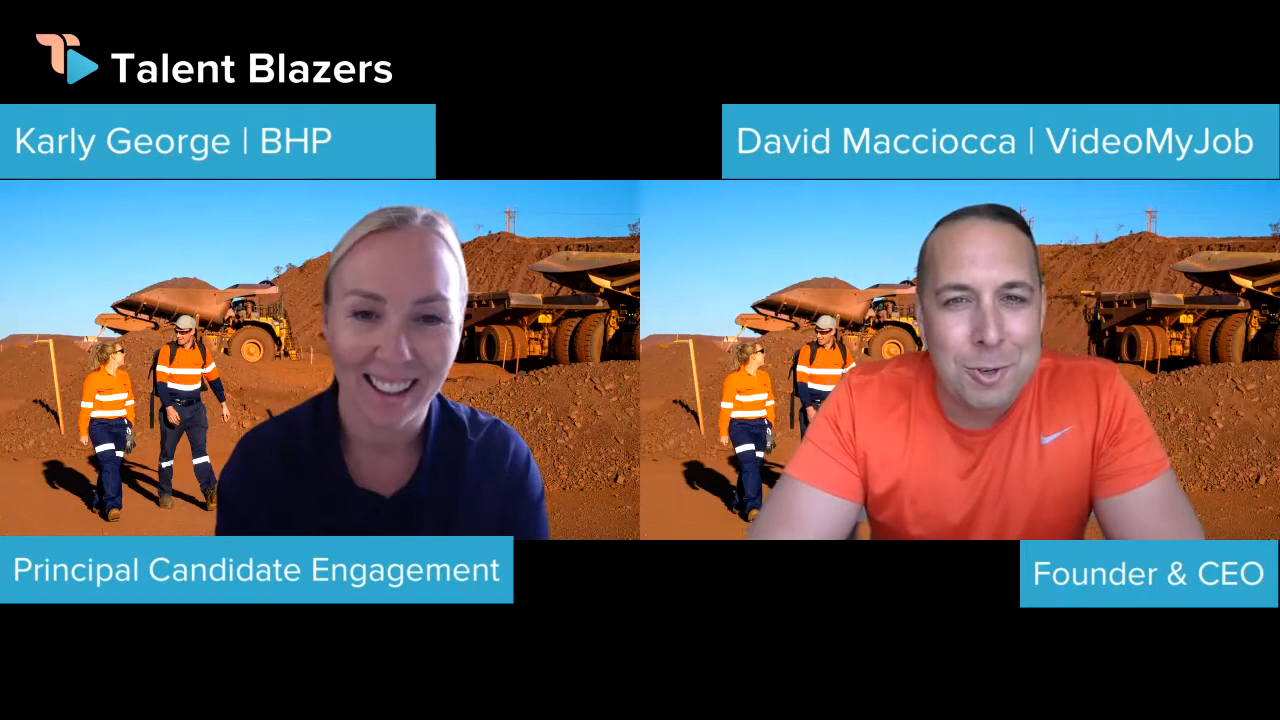 Talent Blazers
Karly George | BHP
David Macciocca | VideoMyJob
Principal Candidate Engagement
Founder & CEO